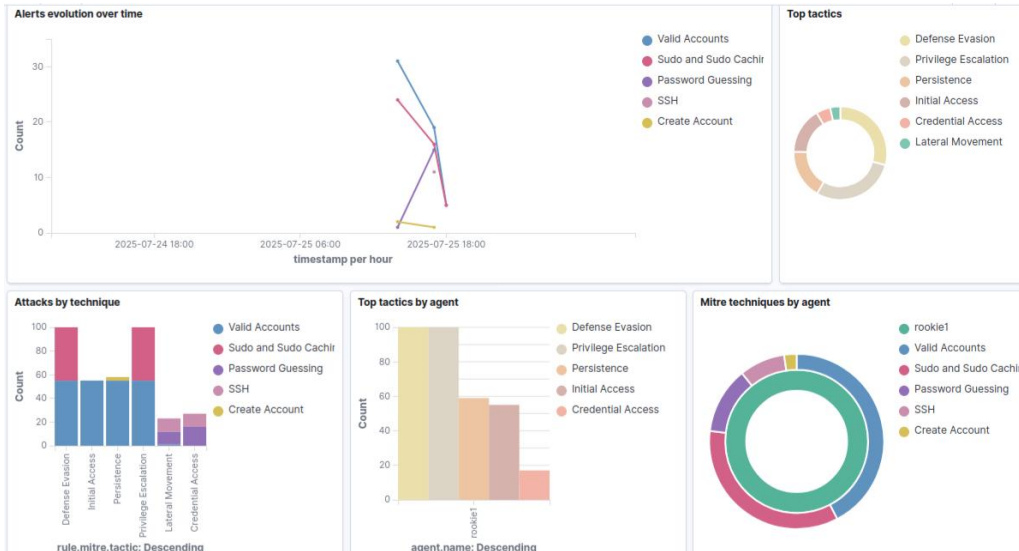 Alerts evolution over time
Count
30
20
10
0
2025-07-24 18:00
2025-07-25 06:00
2025-07-25 18:00
timestamp per hour
Valid Accounts
Sudo and Sudo Cachin
Password Guessing
SSH
Create Account
Top tactics
Defense Evasion
Privilege Escalation
Persistence
Initial Access
Credential Access
Lateral Movement
Attacks by technique
Count
100
80
60
40
20
0
Defense Evasion
Initial Access
Persistence
Privilege Escalation
Lateral Movement
Credential Access
rule.mitre.tactic: Descending
Valid Accounts
Sudo and Sudo Cachin
Password Guessing
SSH
Create Account
Top tactics by agent
Count
100
80
60
40
20
0
rookie1
agent.name: Descending
Defense Evasion
Privilege Escalation
Persistence
Initial Access
Credential Access
Mitre techniques by agent
rookie1
Valid Accounts
Sudo and Sudo Cachin
Password Guessing
SSH
Create Account